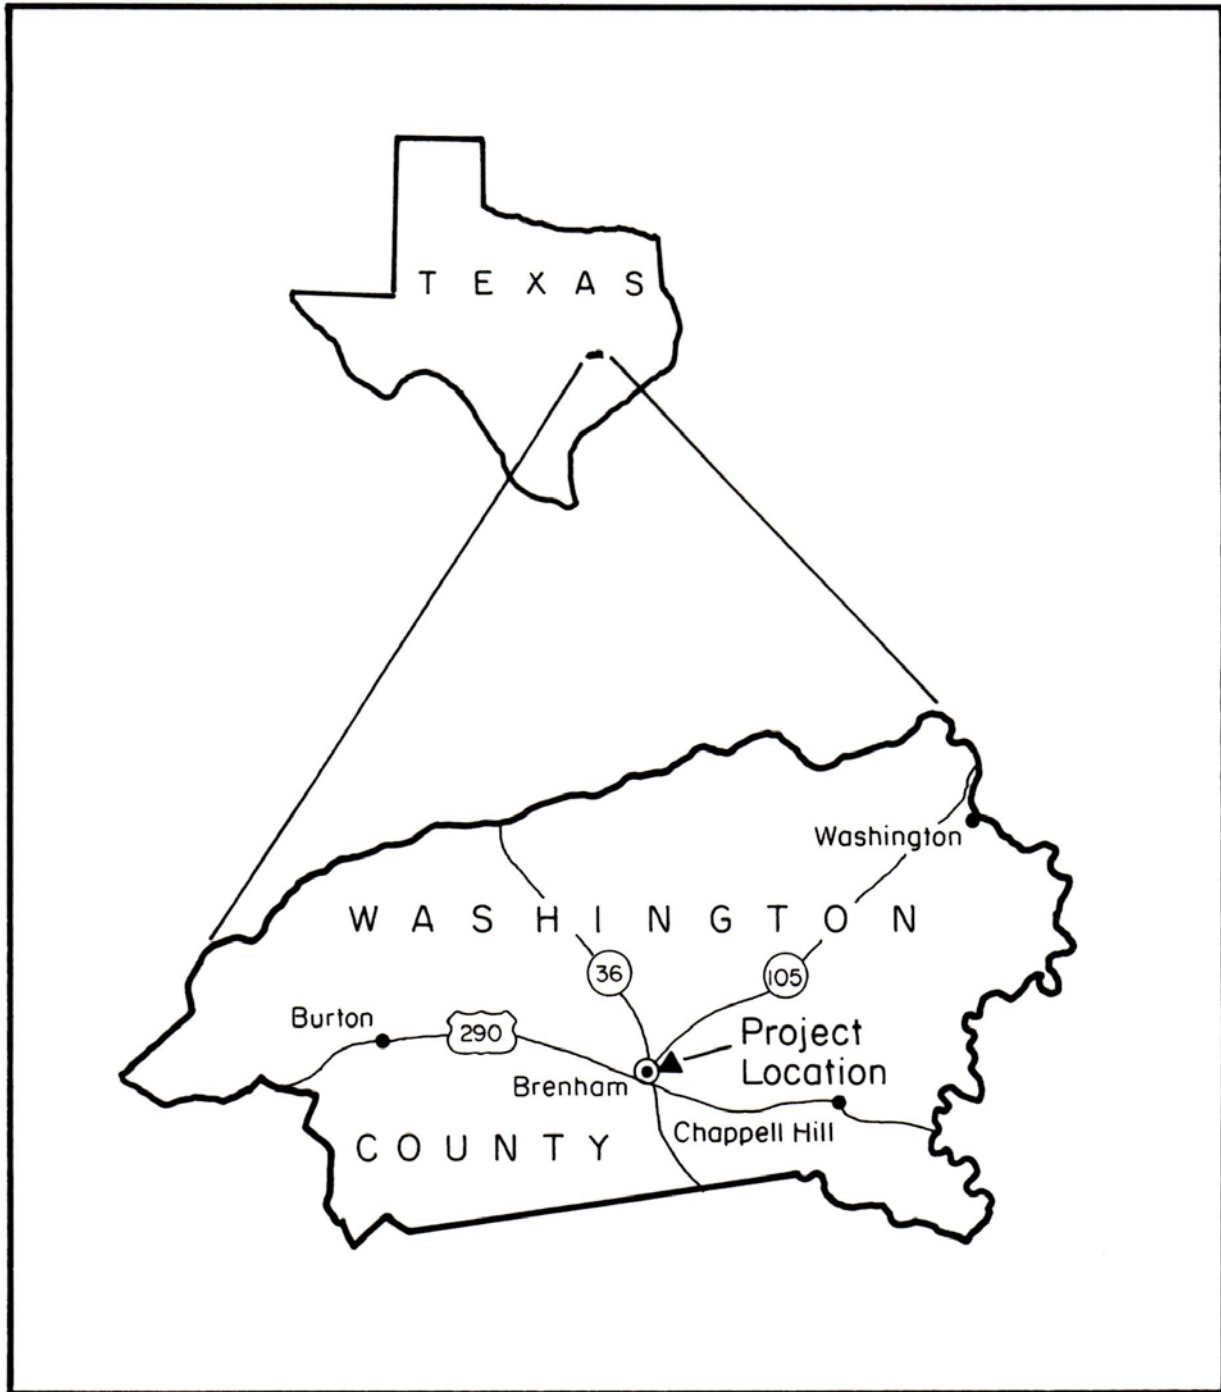 TEXAS
Washington
WASHINGTON
36
105
Burton
290
Project
Location
Brenham
Chappell Hill
COUNTY